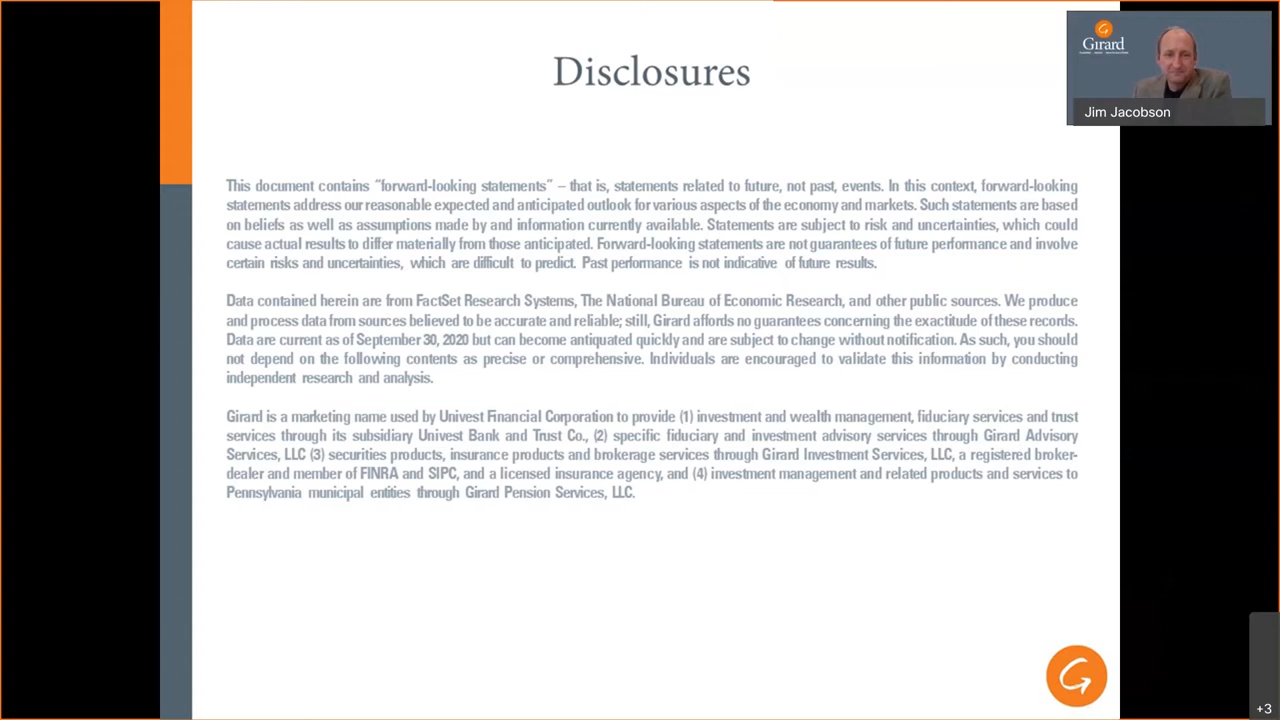 Disclosures
Girard
Jim Jacobson
This document contains "forward-looking statements" – that is, statements related to future, not past, events. In this context, forward-looking
statements address our reasonable expected and anticipated outlook for various aspects of the economy and markets. Such statements are based
on beliefs as well as assumptions made by and information currently available. Statements are subject to risk and uncertainties, which could
cause actual results to differ materially from those anticipated. Forward-looking statements are not guarantees of future performance and involve
certain risks and uncertainties, which are difficult to predict. Past performance is not indicative of future results.
Data contained herein are from FactSet Research Systems, The National Bureau of Economic Research, and other public sources. We produce
and process data from sources believed to be accurate and reliable; still, Girard affords no guarantees concerning the exactitude of these records.
Data are current as of September 30, 2020 but can become antiquated quickly and are subject to change without notification. As such, you should
not depend on the following contents as precise or comprehensive. Individuals are encouraged to validate this information by conducting
independent research and analysis.
Girard is a marketing name used by Univest Financial Corporation to provide (1) investment and wealth management, fiduciary services and trust
services through its subsidiary Univest Bank and Trust Co., (2) specific fiduciary and investment advisory services through Girard Advisory
Services, LLC (3) securities products, insurance products and brokerage services through Girard Investment Services, LLC, a registered broker-
dealer and member of FINRA and SIPC, and a licensed insurance agency, and (4) investment management and related products and services to
Pennsylvania municipal entities through Girard Pension Services, LLC.
+3